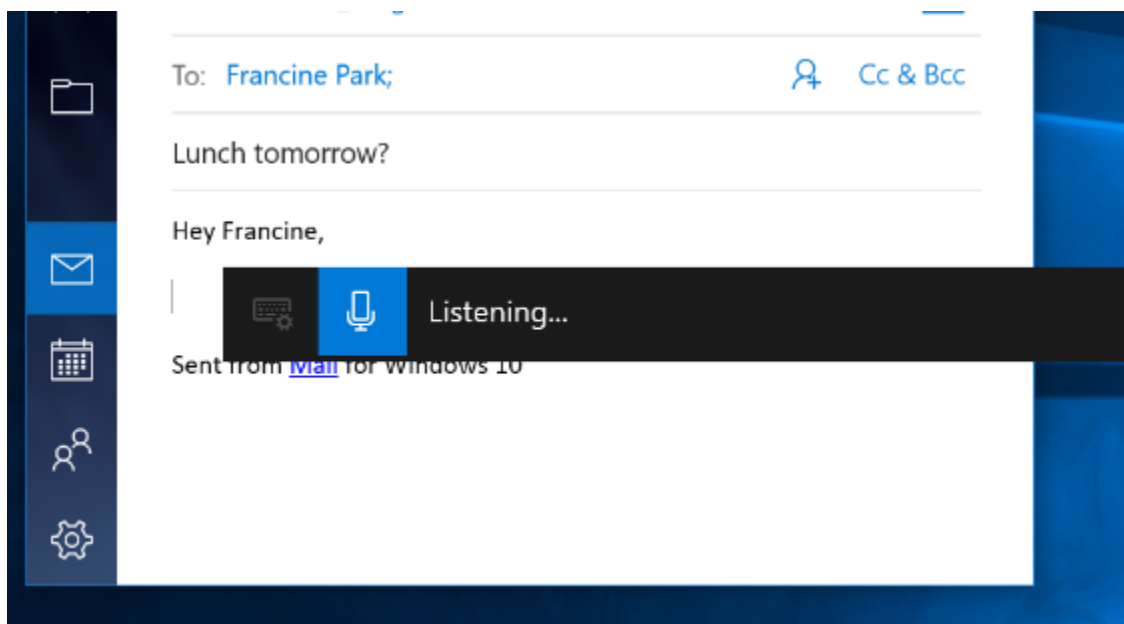 To: Francine Park; Cc & Bcc
Lunch tomorrow?
Hey Francine,
Listening...
Sent from Mail for Windows 10